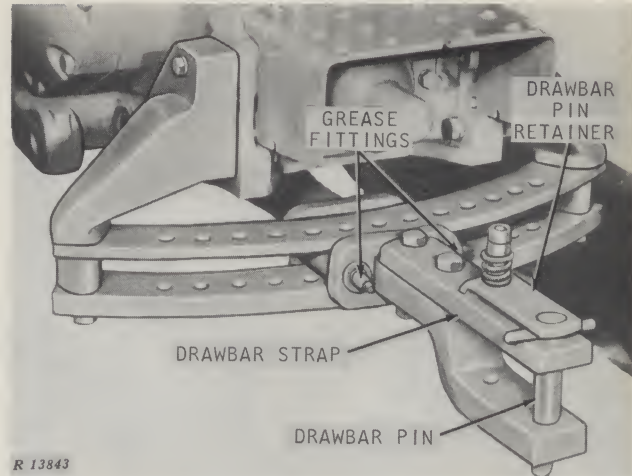 GREASE
FITTINGS
DRAWBAR
PIN
RETAINER
DRAWBAR STRAP
DRAWBAR PIN
R 13843